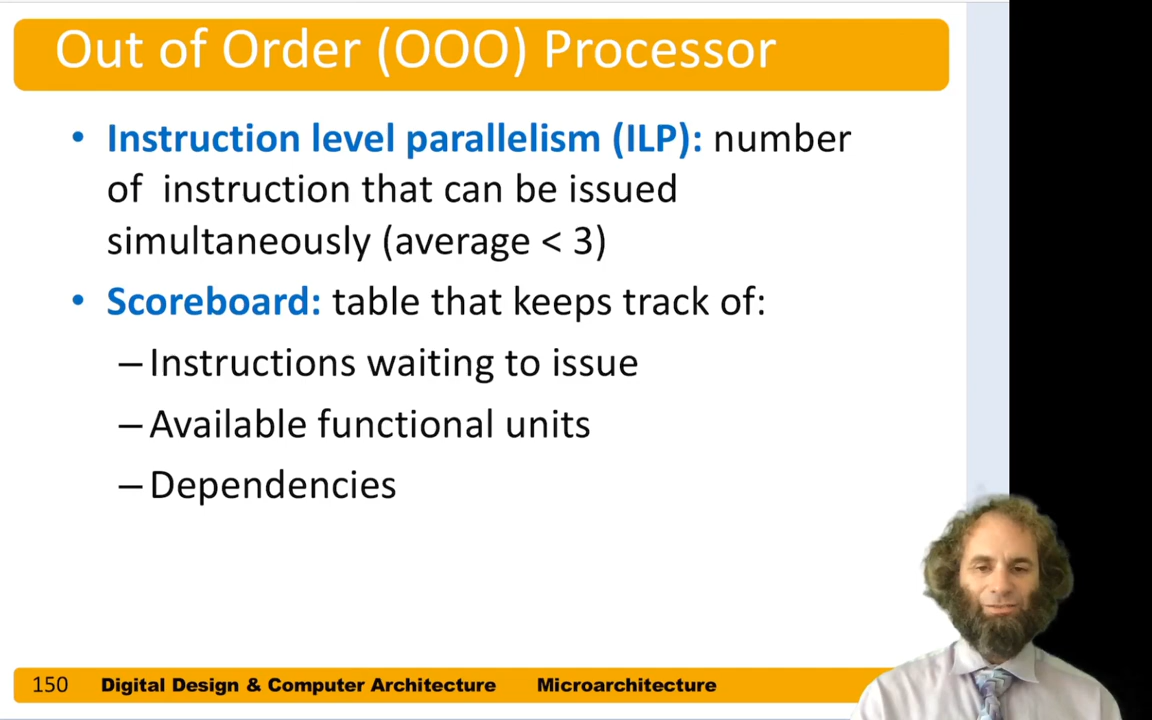 Out of Order (OOO) Processor
• Instruction level parallelism (ILP): number
of instruction that can be issued
simultaneously (average < 3)
• Scoreboard: table that keeps track of:
– Instructions waiting to issue
– Available functional units
– Dependencies
150 Digital Design & Computer Architecture Microarchitecture